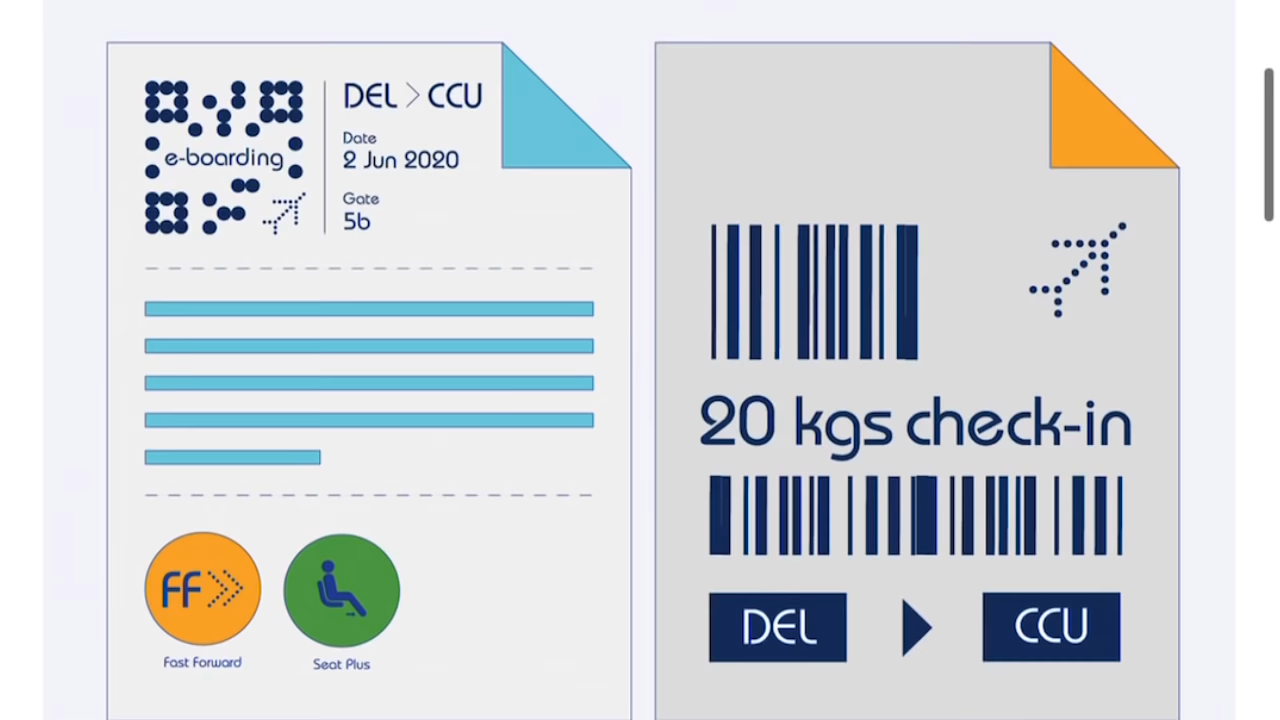 DEL > CCU
Date
2 Jun 2020
e-boarding
Gate
5b
FF
Fast Forward
Seat Plus
20 kgs check-in
DEL
CCU